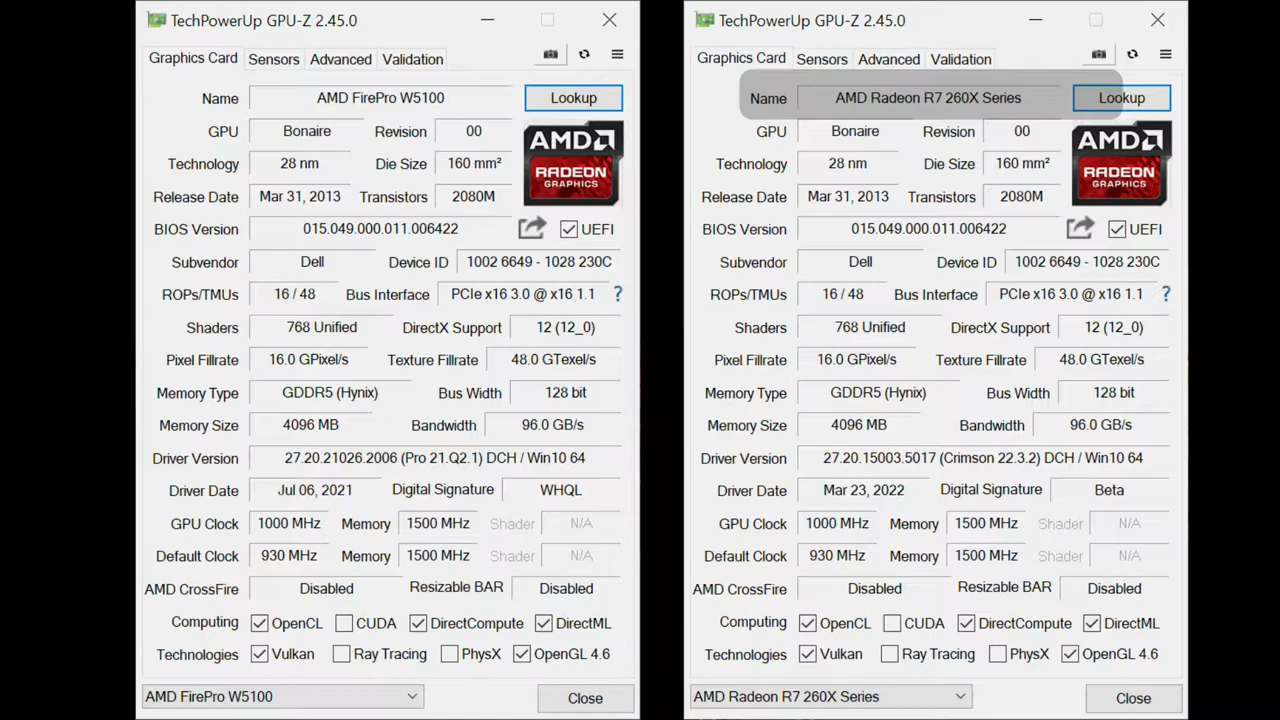 TechPowerUp GPU-Z 2.45.0
Graphics Card Sensors Advanced Validation
Name AMD FirePro W5100 Lookup
GPU Bonaire Revision 00
AMD
RADEON
GRAPHICS
Technology 28 nm Die Size 160 mm²
Release Date Mar 31, 2013 Transistors 2080M
BIOS Version 015.049.000.011.006422 UEFI
Subvendor Dell Device ID 1002 6649 - 1028 230C
ROPs/TMUs 16 / 48 Bus Interface PCIe x16 3.0 @ x16 1.1 ?
Shaders 768 Unified DirectX Support 12 (12_0)
Pixel Fillrate 16.0 GPixel/s Texture Fillrate 48.0 GTexel/s
Memory Type GDDR5 (Hynix) Bus Width 128 bit
Memory Size 4096 MB Bandwidth 96.0 GB/s
Driver Version 27.20.21026.2006 (Pro 21.Q2.1) DCH / Win10 64
Driver Date Jul 06, 2021 Digital Signature WHQL
GPU Clock 1000 MHz Memory 1500 MHz Shader N/A
Default Clock 930 MHz Memory 1500 MHz Shader N/A
AMD CrossFire Disabled Resizable BAR Disabled
Computing OpenCL CUDA DirectCompute DirectML
Technologies Vulkan Ray Tracing PhysX OpenGL 4.6
AMD FirePro W5100 Close
TechPowerUp GPU-Z 2.45.0
Graphics Card Sensors Advanced Validation
Name AMD Radeon R7 260X Series Lookup
GPU Bonaire Revision 00
AMD
RADEON
GRAPHICS
Technology 28 nm Die Size 160 mm²
Release Date Mar 31, 2013 Transistors 2080M
BIOS Version 015.049.000.011.006422 UEFI
Subvendor Dell Device ID 1002 6649 - 1028 230C
ROPs/TMUs 16 / 48 Bus Interface PCIe x16 3.0 @ x16 1.1 ?
Shaders 768 Unified DirectX Support 12 (12_0)
Pixel Fillrate 16.0 GPixel/s Texture Fillrate 48.0 GTexel/s
Memory Type GDDR5 (Hynix) Bus Width 128 bit
Memory Size 4096 MB Bandwidth 96.0 GB/s
Driver Version 27.20.15003.5017 (Crimson 22.3.2) DCH / Win10 64
Driver Date Mar 23, 2022 Digital Signature Beta
GPU Clock 1000 MHz Memory 1500 MHz Shader N/A
Default Clock 930 MHz Memory 1500 MHz Shader N/A
AMD CrossFire Disabled Resizable BAR Disabled
Computing OpenCL CUDA DirectCompute DirectML
Technologies Vulkan Ray Tracing PhysX OpenGL 4.6
AMD Radeon R7 260X Series Close